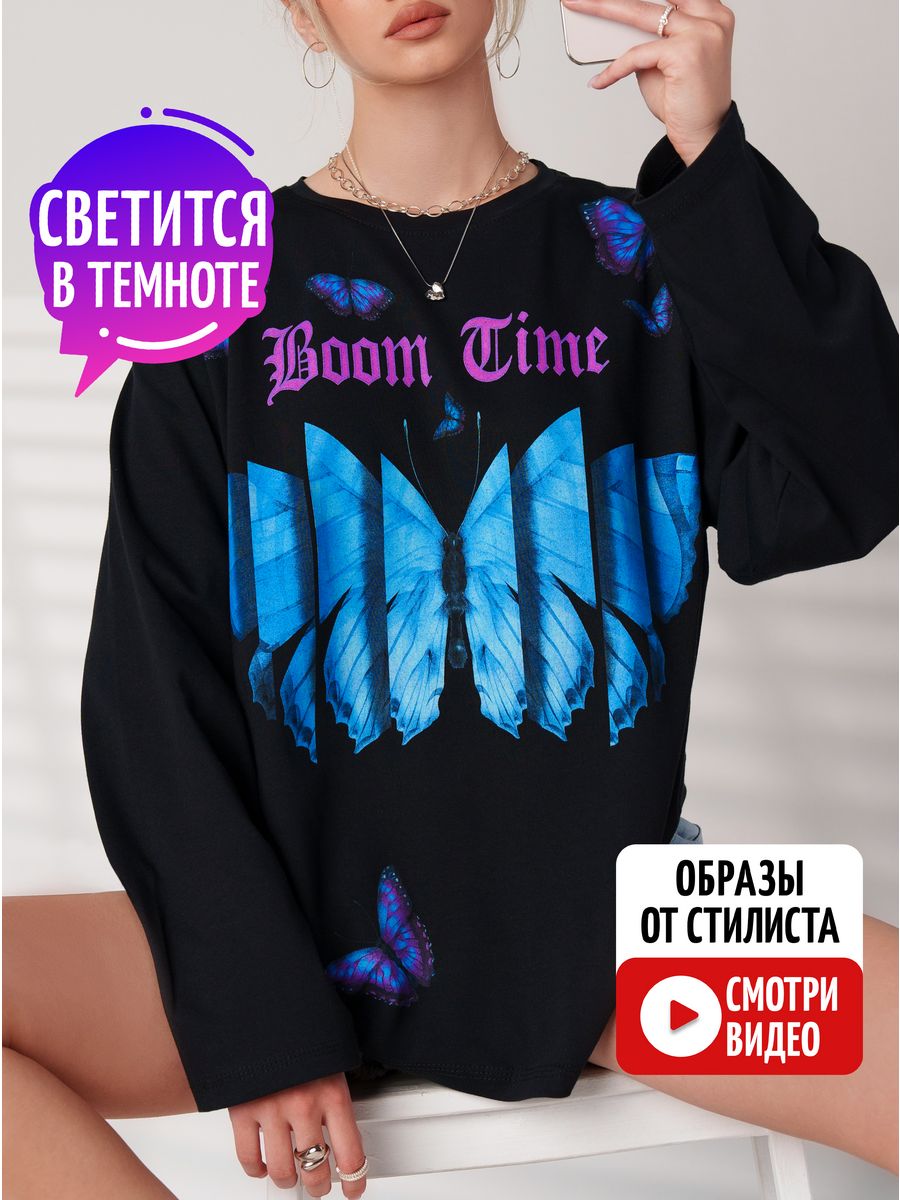 СВЕТИТСЯ
В ТЕМНОТЕ
Boom Time
ОБРАЗЫ
ОТ СТИЛИСТА
СМОТРИ
ВИДЕО